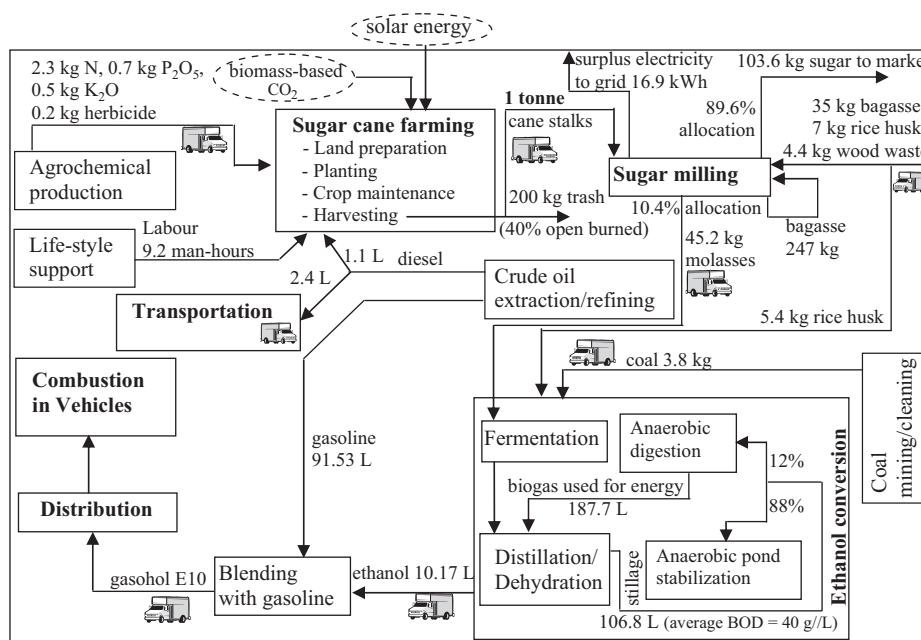 solar energy
2.3 kg N, 0.7 kg P₂O₅,
0.5 kg K₂O
0.2 kg herbicide
biomass-based
CO₂
surplus electricity
to grid 16.9 kWh
103.6 kg sugar to marke
1 tonne
cane stalks
89.6%
allocation
35 kg bagasse
7 kg rice husk
4.4 kg wood waste
Agrochemical
production
Sugar cane farming
- Land preparation
- Planting
- Crop maintenance
- Harvesting
Sugar milling
200 kg trash
(40% open burned)
10.4% allocation
bagasse
247 kg
Life-style
support
Labour
9.2 man-hours
1.1 L
diesel
2.4 L
45.2 kg
molasses
Crude oil
extraction/refining
Transportation
5.4 kg rice husk
coal 3.8 kg
Combustion
in Vehicles
gasoline
91.53 L
Fermentation
Anaerobic
digestion
12%
biogas used for energy
187.7 L
88%
Ethanol conversion
Coal
mining/cleaning
Distribution
Distillation/
Dehydration
stillage
Anaerobic pond
stabilization
gasohol E10
Blending
with gasoline
ethanol 10.17 L
106.8 L (average BOD = 40 g//L)